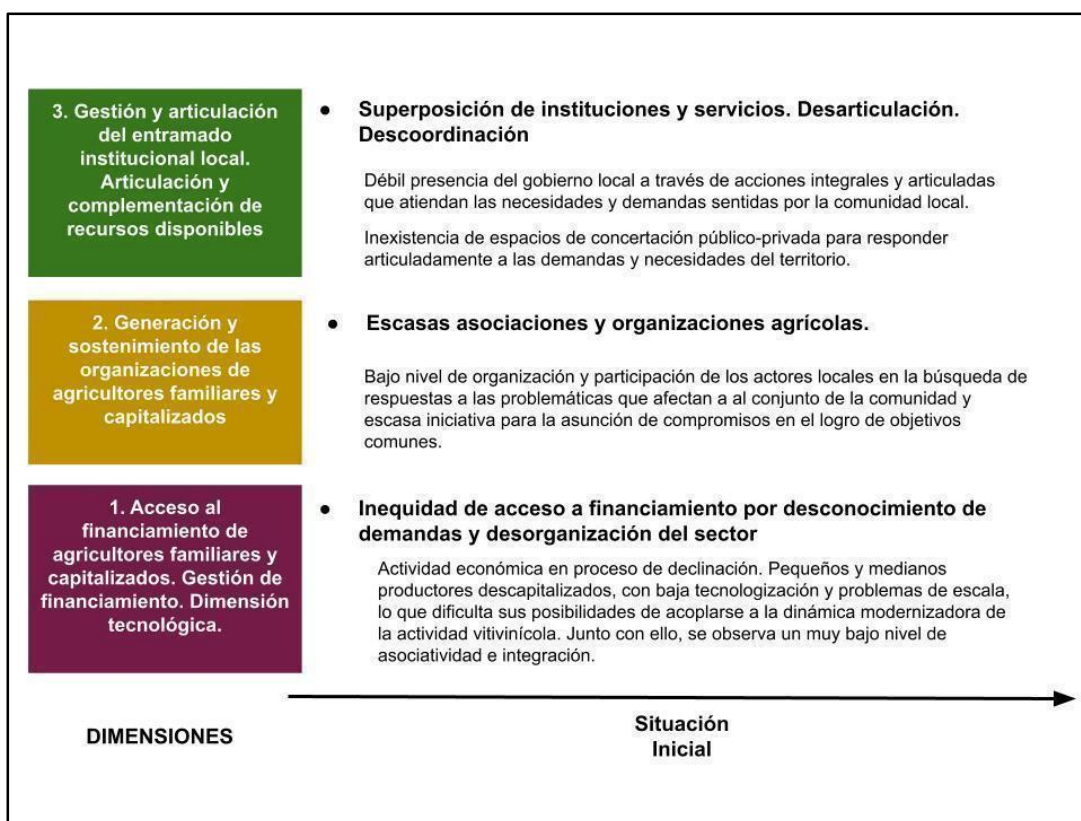 3. Gestión y articulación
del entramado
institucional local.
Articulación y
complementación de
recursos disponibles
● Superposición de instituciones y servicios. Desarticulación.
Descoordinación
Débil presencia del gobierno local a través de acciones integrales y articuladas
que atiendan las necesidades y demandas sentidas por la comunidad local.
Inexistencia de espacios de concertación público-privada para responder
articuladamente a las demandas y necesidades del territorio.
2. Generación y
sostenimiento de las
organizaciones de
agricultores familiares y
capitalizados
● Escasas asociaciones y organizaciones agrícolas.
Bajo nivel de organización y participación de los actores locales en la búsqueda de
respuestas a las problemáticas que afectan a al conjunto de la comunidad y
escasa iniciativa para la asunción de compromisos en el logro de objetivos
comunes.
1. Acceso al
financiamiento de
agricultores familiares y
capitalizados. Gestión de
financiamiento. Dimensión
tecnológica.
● Inequidad de acceso a financiamiento por desconocimiento de
demandas y desorganización del sector
Actividad económica en proceso de declinación. Pequeños y medianos
productores descapitalizados, con baja tecnologización y problemas de escala,
lo que dificulta sus posibilidades de acoplarse a la dinámica modernizadora de
la actividad vitivinícola. Junto con ello, se observa un muy bajo nivel de
asociatividad e integración.
DIMENSIONES
Situación
Inicial